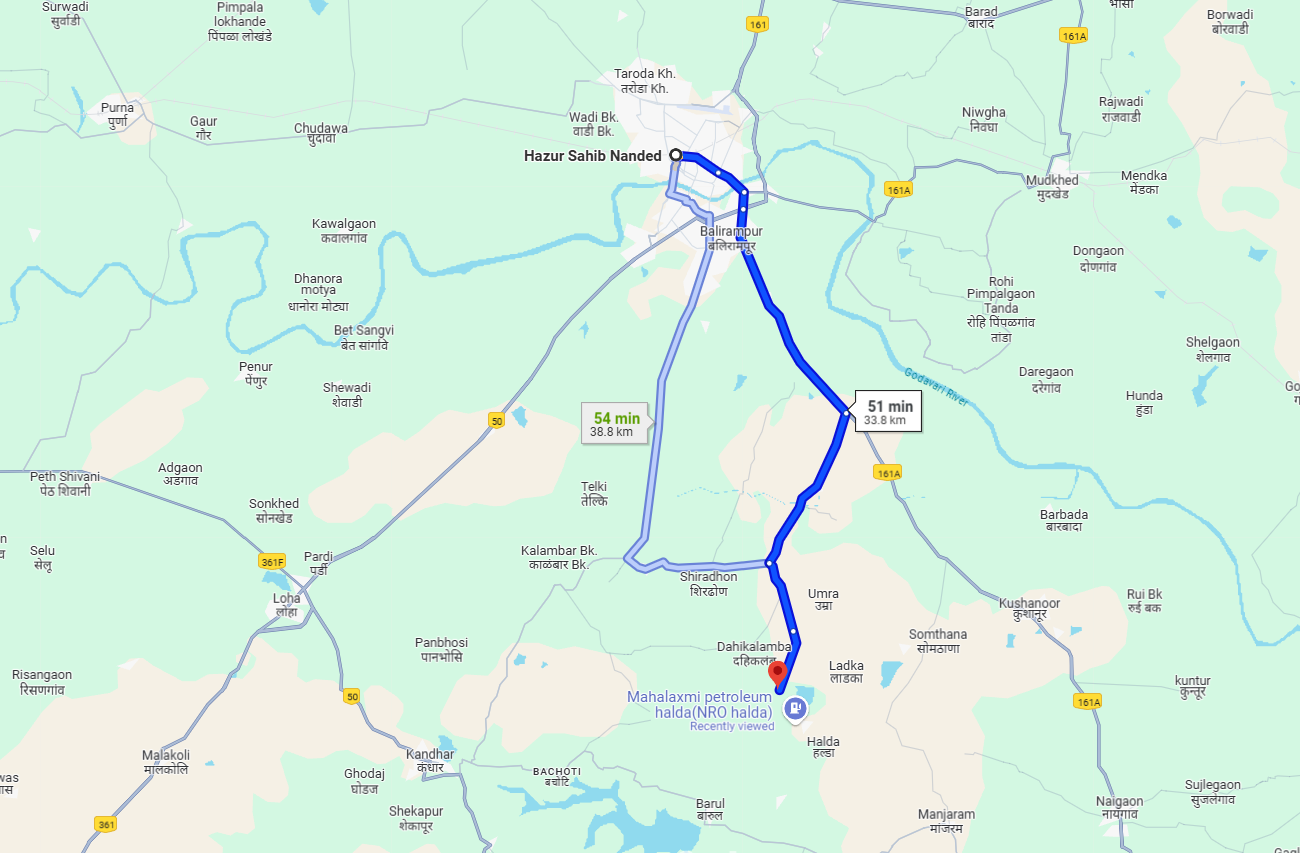 Surwadi
सुर्वाडी
Pimpala
lokhande
पिंपळा लोखंडे
161
Barad
बाराद
161A
Borwadi
बोरवाडी
Taroda Kh.
तरोडा Kh.
Purna
पुर्णा
Gaur
गौर
Chudawa
चुदावा
Wadi Bk.
वाडी Bk.
Niwgha
निवघा
Rajwadi
राजवाडी
Hazur Sahib Nanded
161A
Mudkhed
मुदखेड
Mendka
मेंडका
Kawalgaon
कवालगांव
Balirampur
बलिरामपूर
Dongaon
दोणगांव
Dhanora
motya
धानोरा मोट्या
Rohi
Pimpalgaon
Tanda
रोहि पिंपळगांव
तांडा
Bet Sangvi
बेत सांगवि
Shelgaon
शेलगाव
Penur
पेंणुर
Shewadi
शेवाडी
Godavari River
Daregaon
दरेगांव
Hunda
हुंडा
51 min
33.8 km
54 min
38.8 km
50
Adgaon
अडगाव
161A
Peth Shivani
पेठ शिवानी
Telki
तेल्कि
Sonkhed
सोनखेड
Barbada
बारबादा
Selu
सेलू
361F
Pardi
पर्डी
Kalambar Bk.
काळंबार Bk.
Shiradhon
शिरढोण
Loha
लोहा
Umra
उम्रा
Kushanoor
कुशानूर
Rui Bk
रुई बक
Panbhosi
पानभोसि
Dahikalamba
दहिकलंब
Somthana
सोमठाणा
Ladka
लाडका
Risangaon
रिसणगांव
50
Mahalaxmi petroleum
halda(NRO halda)
Recently viewed
kuntur
कुन्तूर
161A
Malakoli
मालकोलि
Kandhar
कंधार
Halda
हल्डा
Ghodaj
घोडज
BACHOTI
बचोटि
Sujlegaon
सुजलेगाव
Shekapur
शेकापूर
Barul
बारुल
Manjaram
मांजरम
Naigaon
नायगाव
361